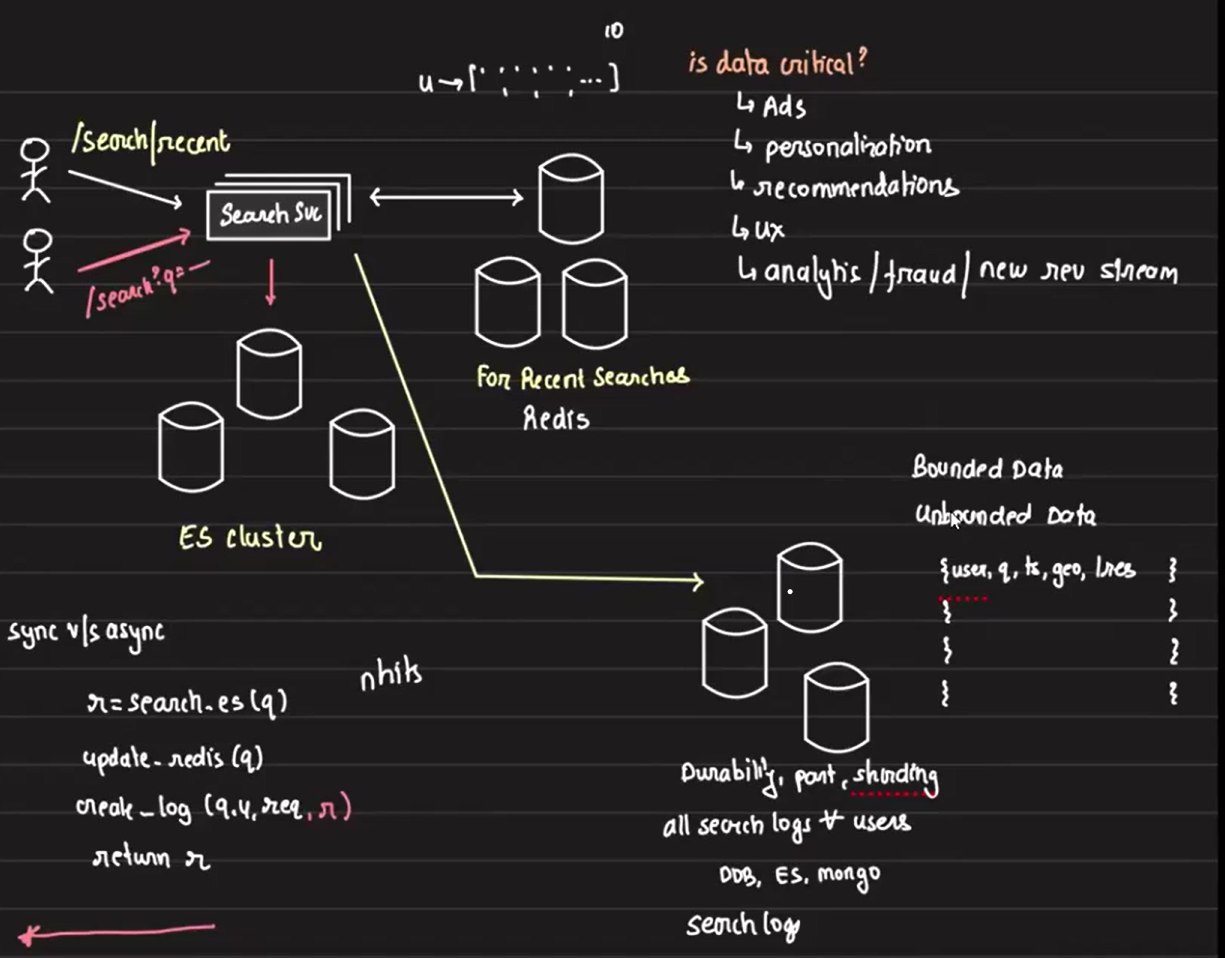 10
u → [ ... ]
is data critical?
↳ Ads
↳ personalization
↳ recommendations
↳ UX
↳ analytis / fraud / new rev stream
/search/recent
Search Svc
/search?q=—
For Recent Searches
Redis
ES cluster
Bounded Data
Unbounded Data
{user, q, ts, geo, lres }
{ }
{ }
{ }
sync v/s async
nhits
r = search_es (q)
update_redis (q)
create_log (q, u, req, r)
return r
Durability, part, sharding
all search logs ∀ users
DDB, ES, mongo
search log